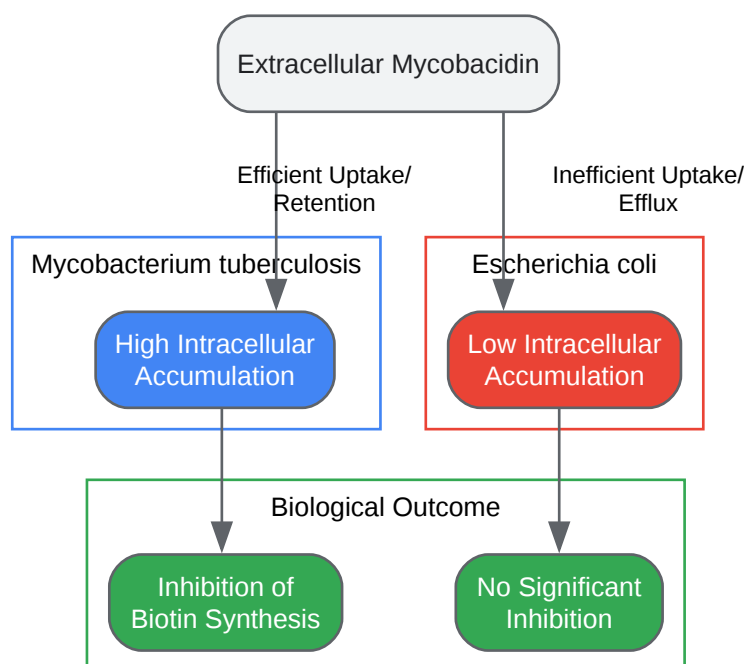 Extracellular Mycobacidin
Efficient Uptake/
Retention
Inefficient Uptake/
Efflux
Mycobacterium tuberculosis
Escherichia coli
High Intracellular
Accumulation
Low Intracellular
Accumulation
Biological Outcome
Inhibition of
Biotin Synthesis
No Significant
Inhibition